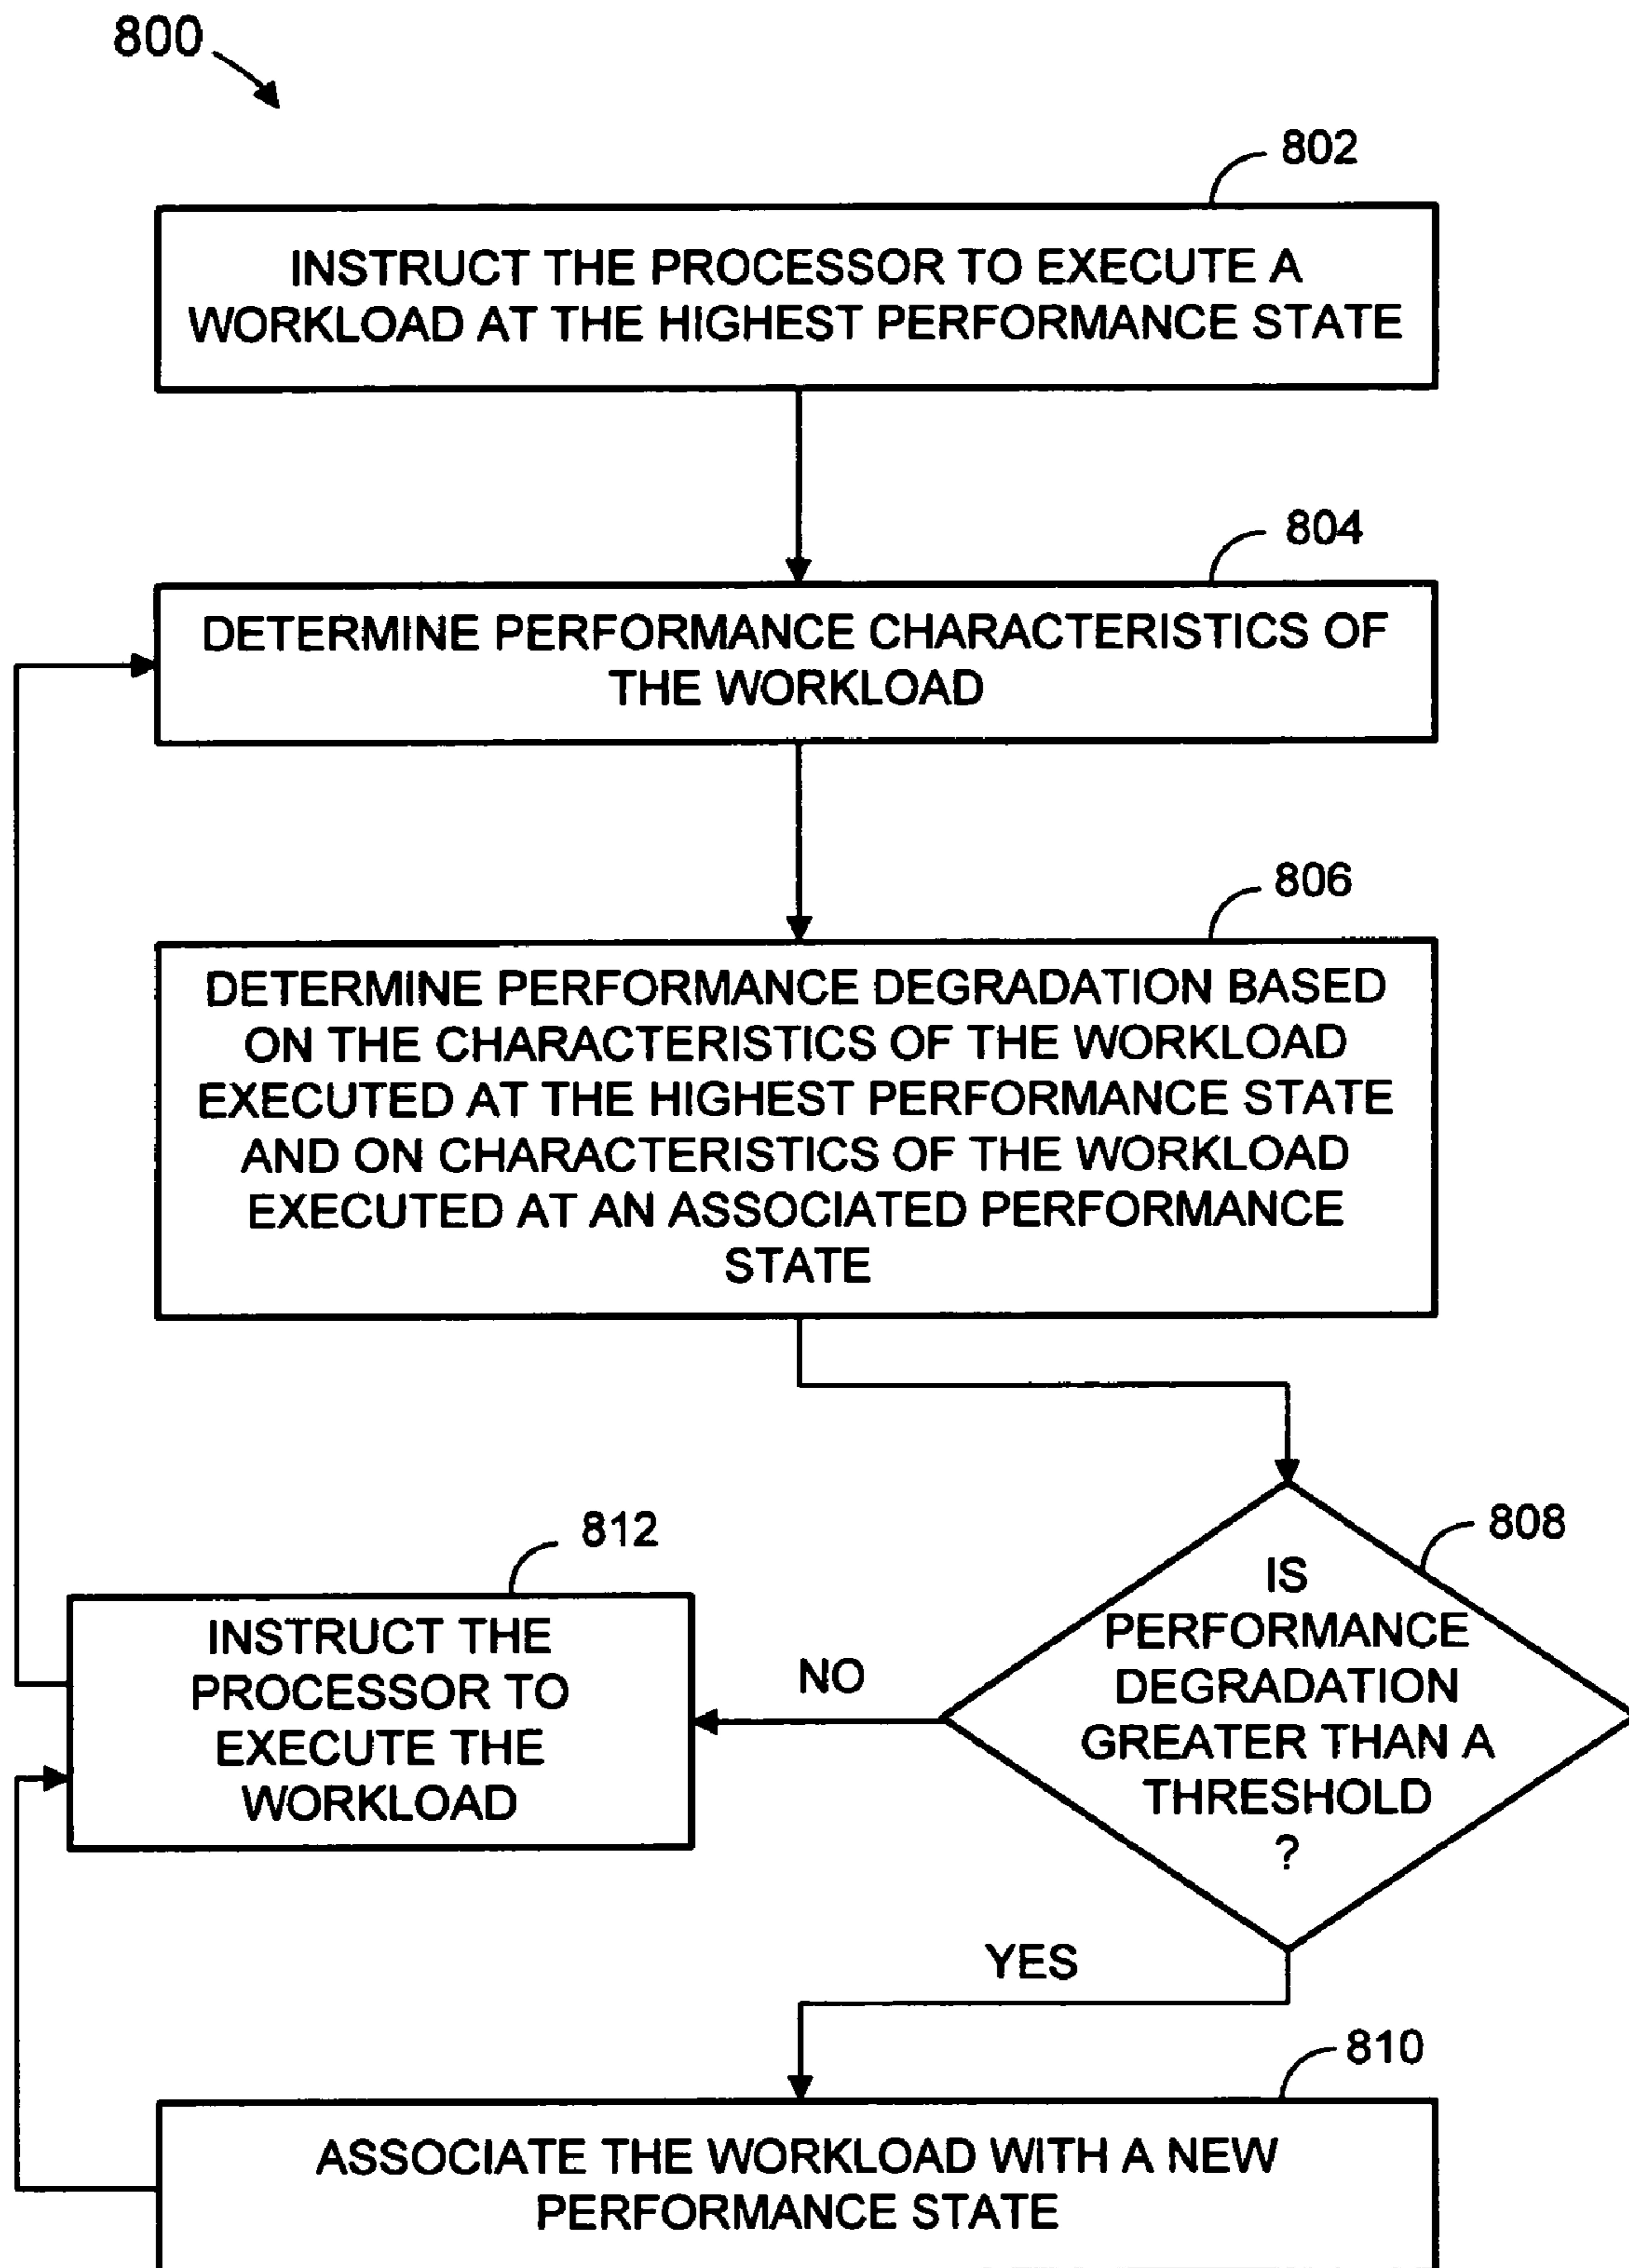 800
802
INSTRUCT THE PROCESSOR TO EXECUTE A
WORKLOAD AT THE HIGHEST PERFORMANCE STATE
804
DETERMINE PERFORMANCE CHARACTERISTICS OF
THE WORKLOAD
806
DETERMINE PERFORMANCE DEGRADATION BASED
ON THE CHARACTERISTICS OF THE WORKLOAD
EXECUTED AT THE HIGHEST PERFORMANCE STATE
AND ON CHARACTERISTICS OF THE WORKLOAD
EXECUTED AT AN ASSOCIATED PERFORMANCE
STATE
808
IS
PERFORMANCE
DEGRADATION
GREATER THAN A
THRESHOLD
?
NO
812
INSTRUCT THE
PROCESSOR TO
EXECUTE THE
WORKLOAD
YES
810
ASSOCIATE THE WORKLOAD WITH A NEW
PERFORMANCE STATE